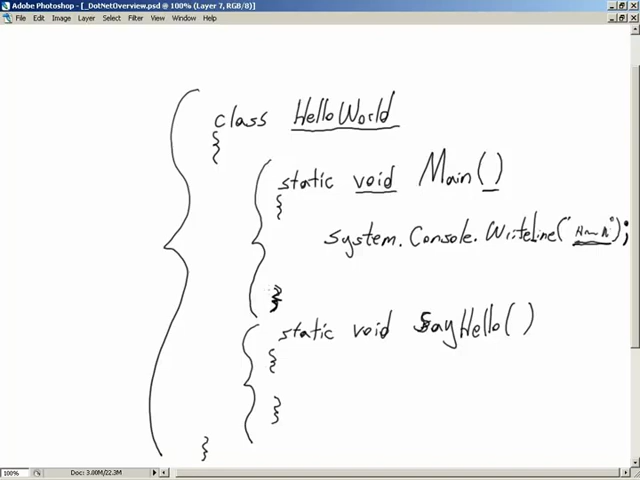 Adobe Photoshop - [_DotNetOverview.psd @ 100% (Layer 7, RGB/8)]
File Edit Image Layer Select Filter View Window Help
class HelloWorld
{
static void Main()
{
System.Console.WriteLine(" ");
}
static void SayHello()
{
}
}
100% Doc: 3.00M/22.3M